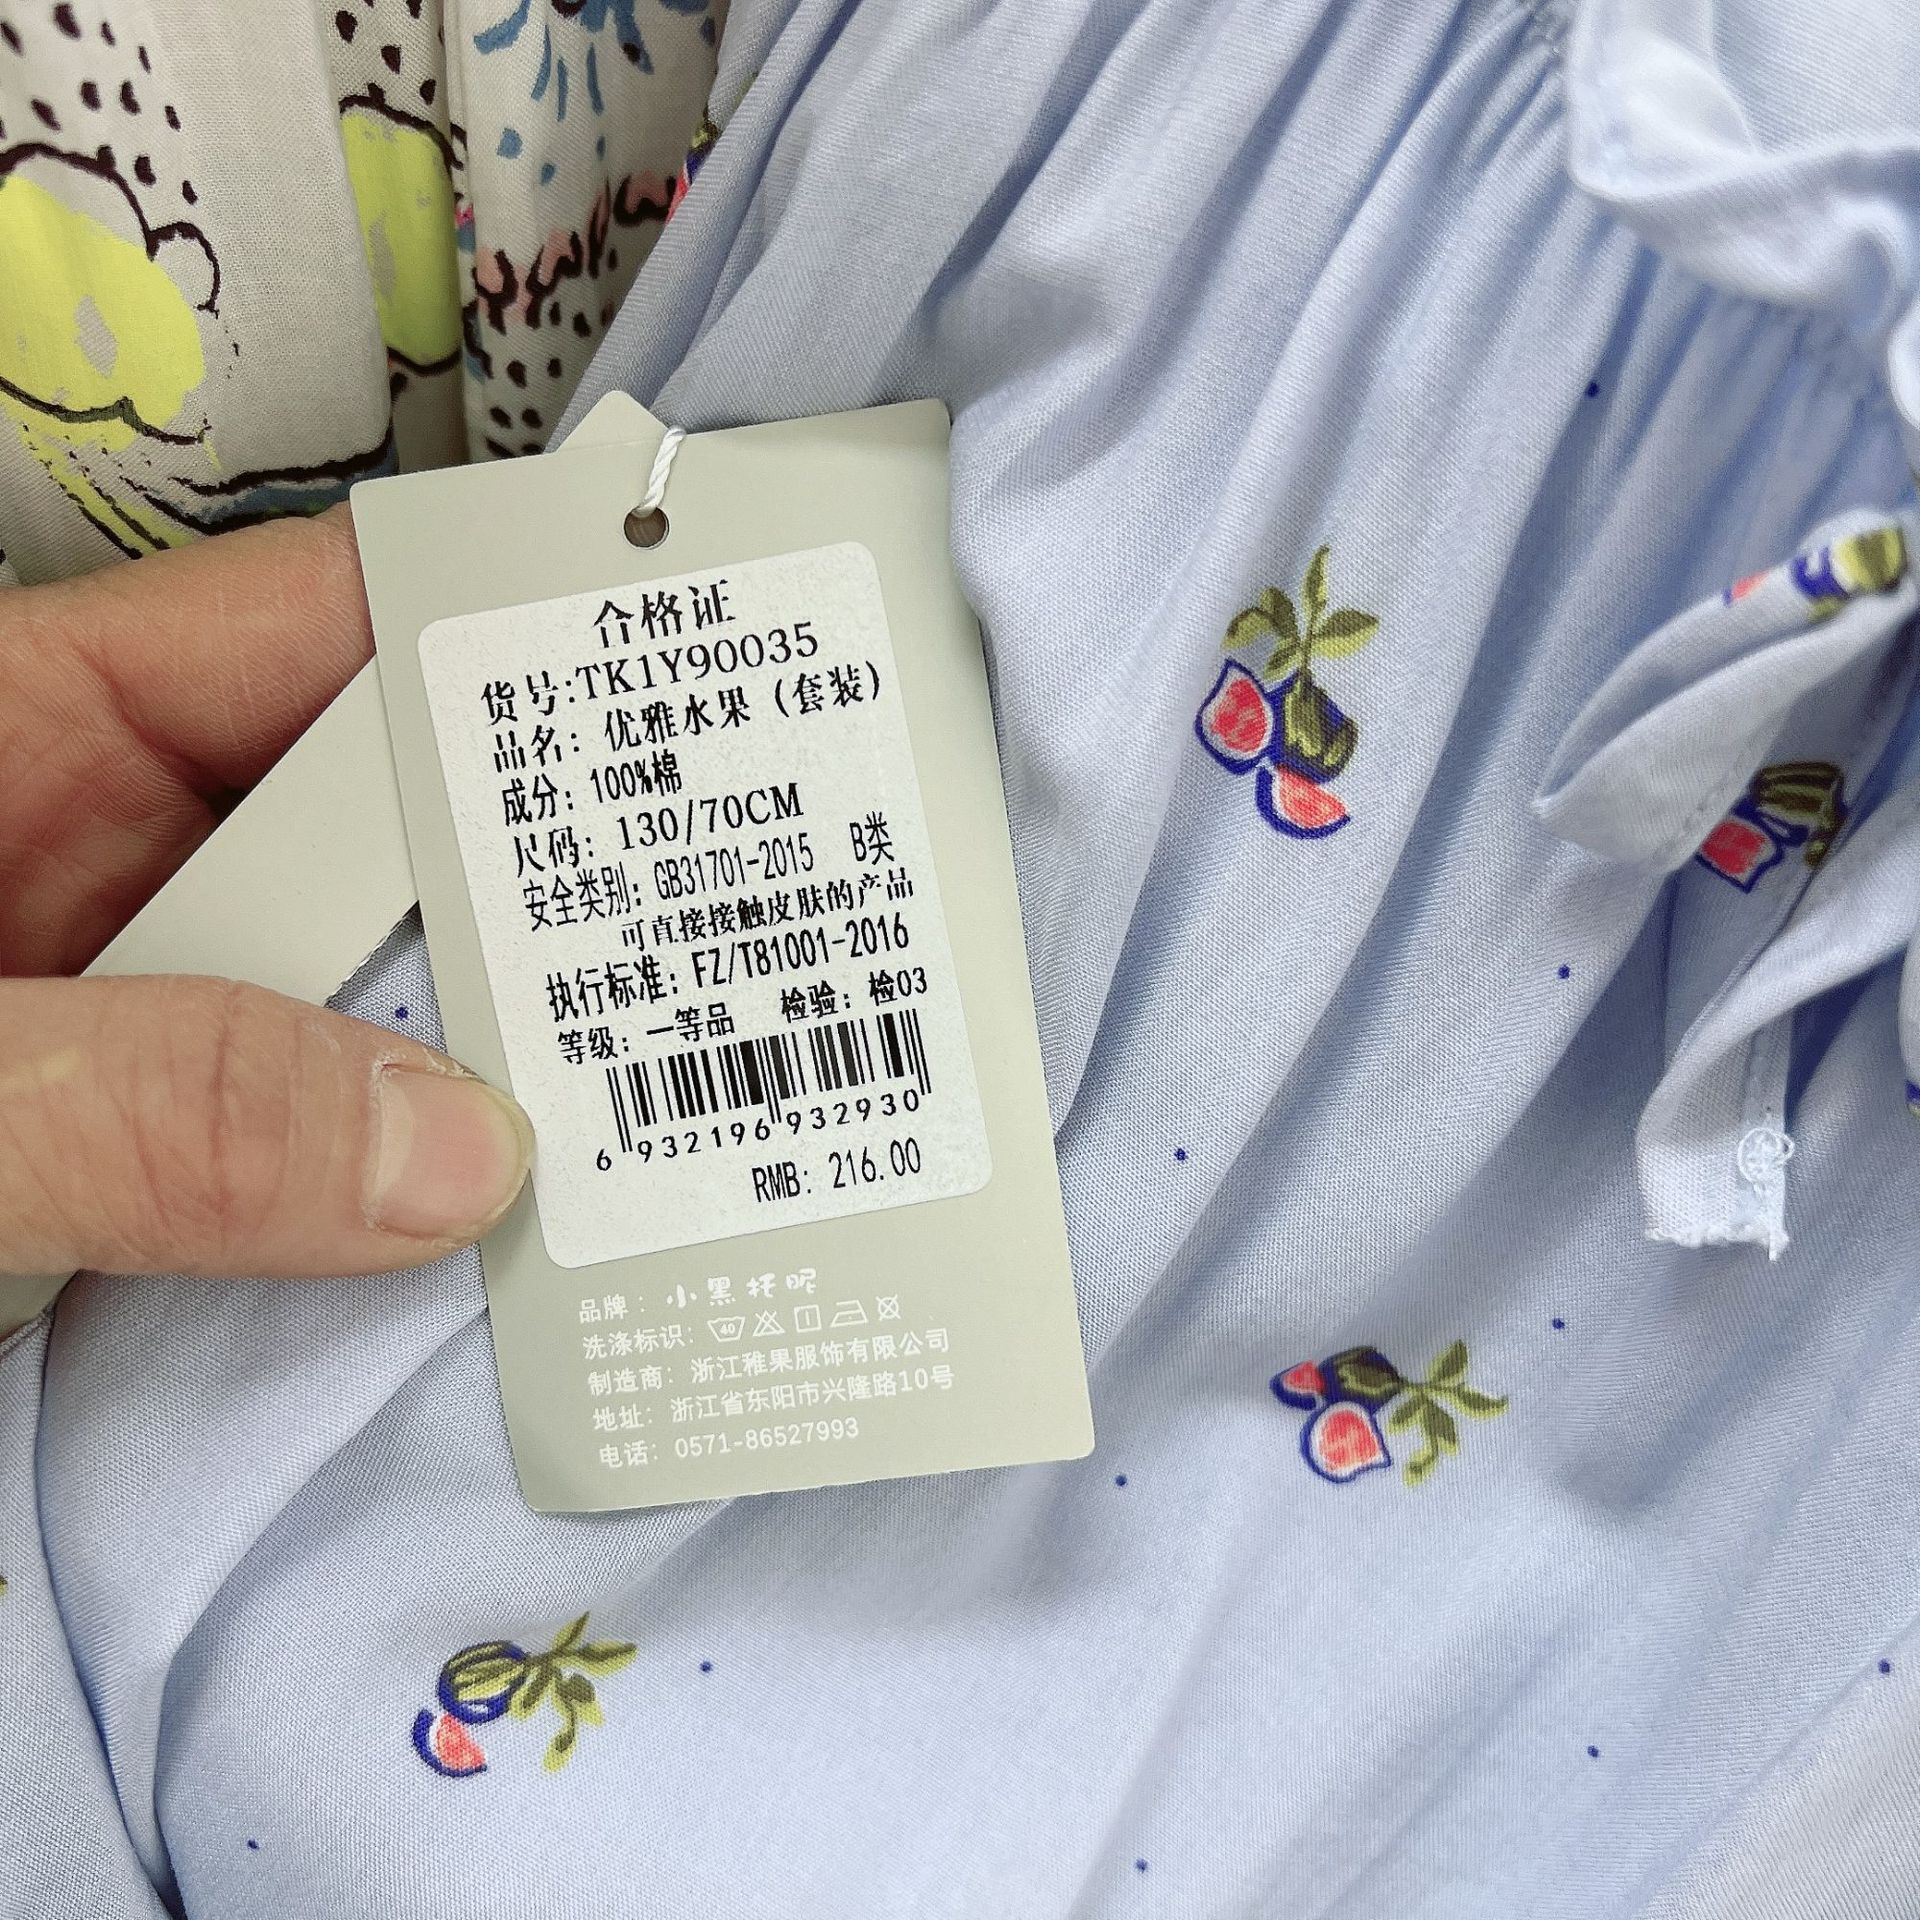 合格证
货号:TK1Y90035
品名：优雅水果（套装）
成分：100%棉
尺码：130/70CM
安全类别：GB31701-2015 B类
可直接接触皮肤的产品
执行标准：FZ/T81001-2016
等级：一等品 检验：检03
6 932196 932930
RMB: 216.00
品牌：小黑托昵
洗涤标识： 40
制造商：浙江稚果服饰有限公司
地址：浙江省东阳市兴隆路10号
电话：0571-86527993